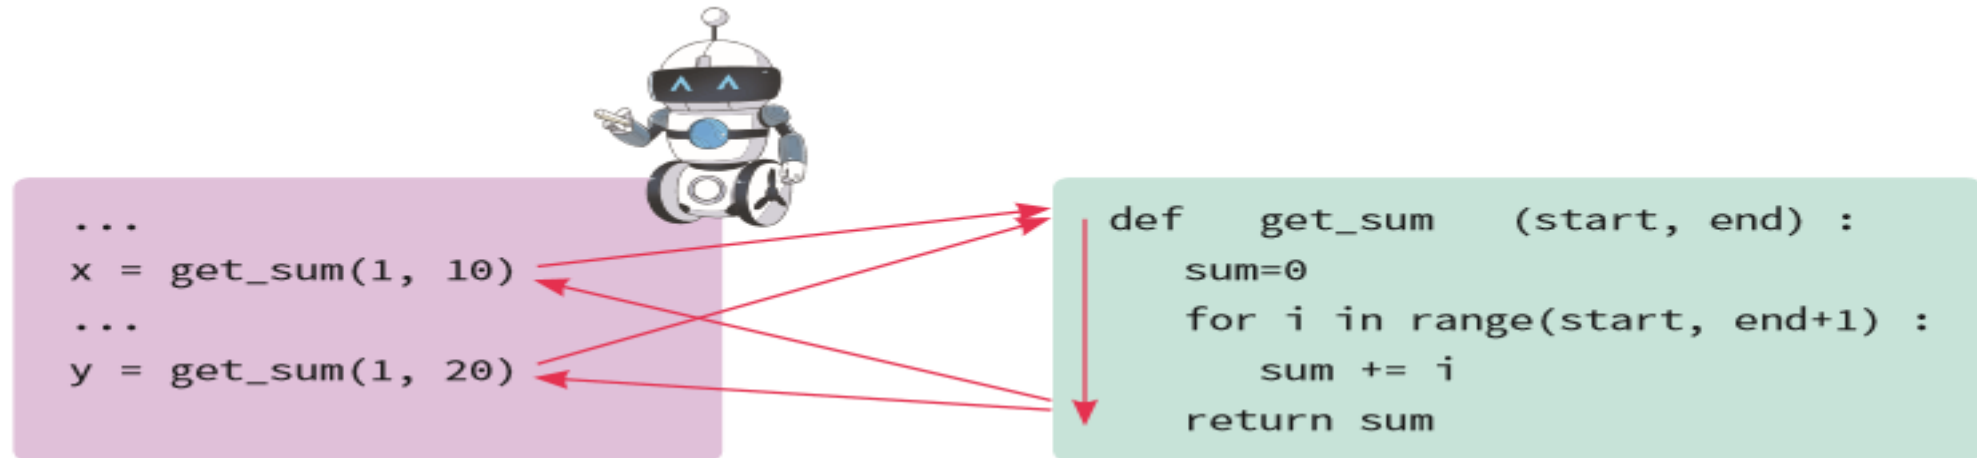 ...
x = get_sum(1, 10)
...
y = get_sum(1, 20)
def get_sum (start, end) :
sum=0
for i in range(start, end+1) :
sum += i
return sum